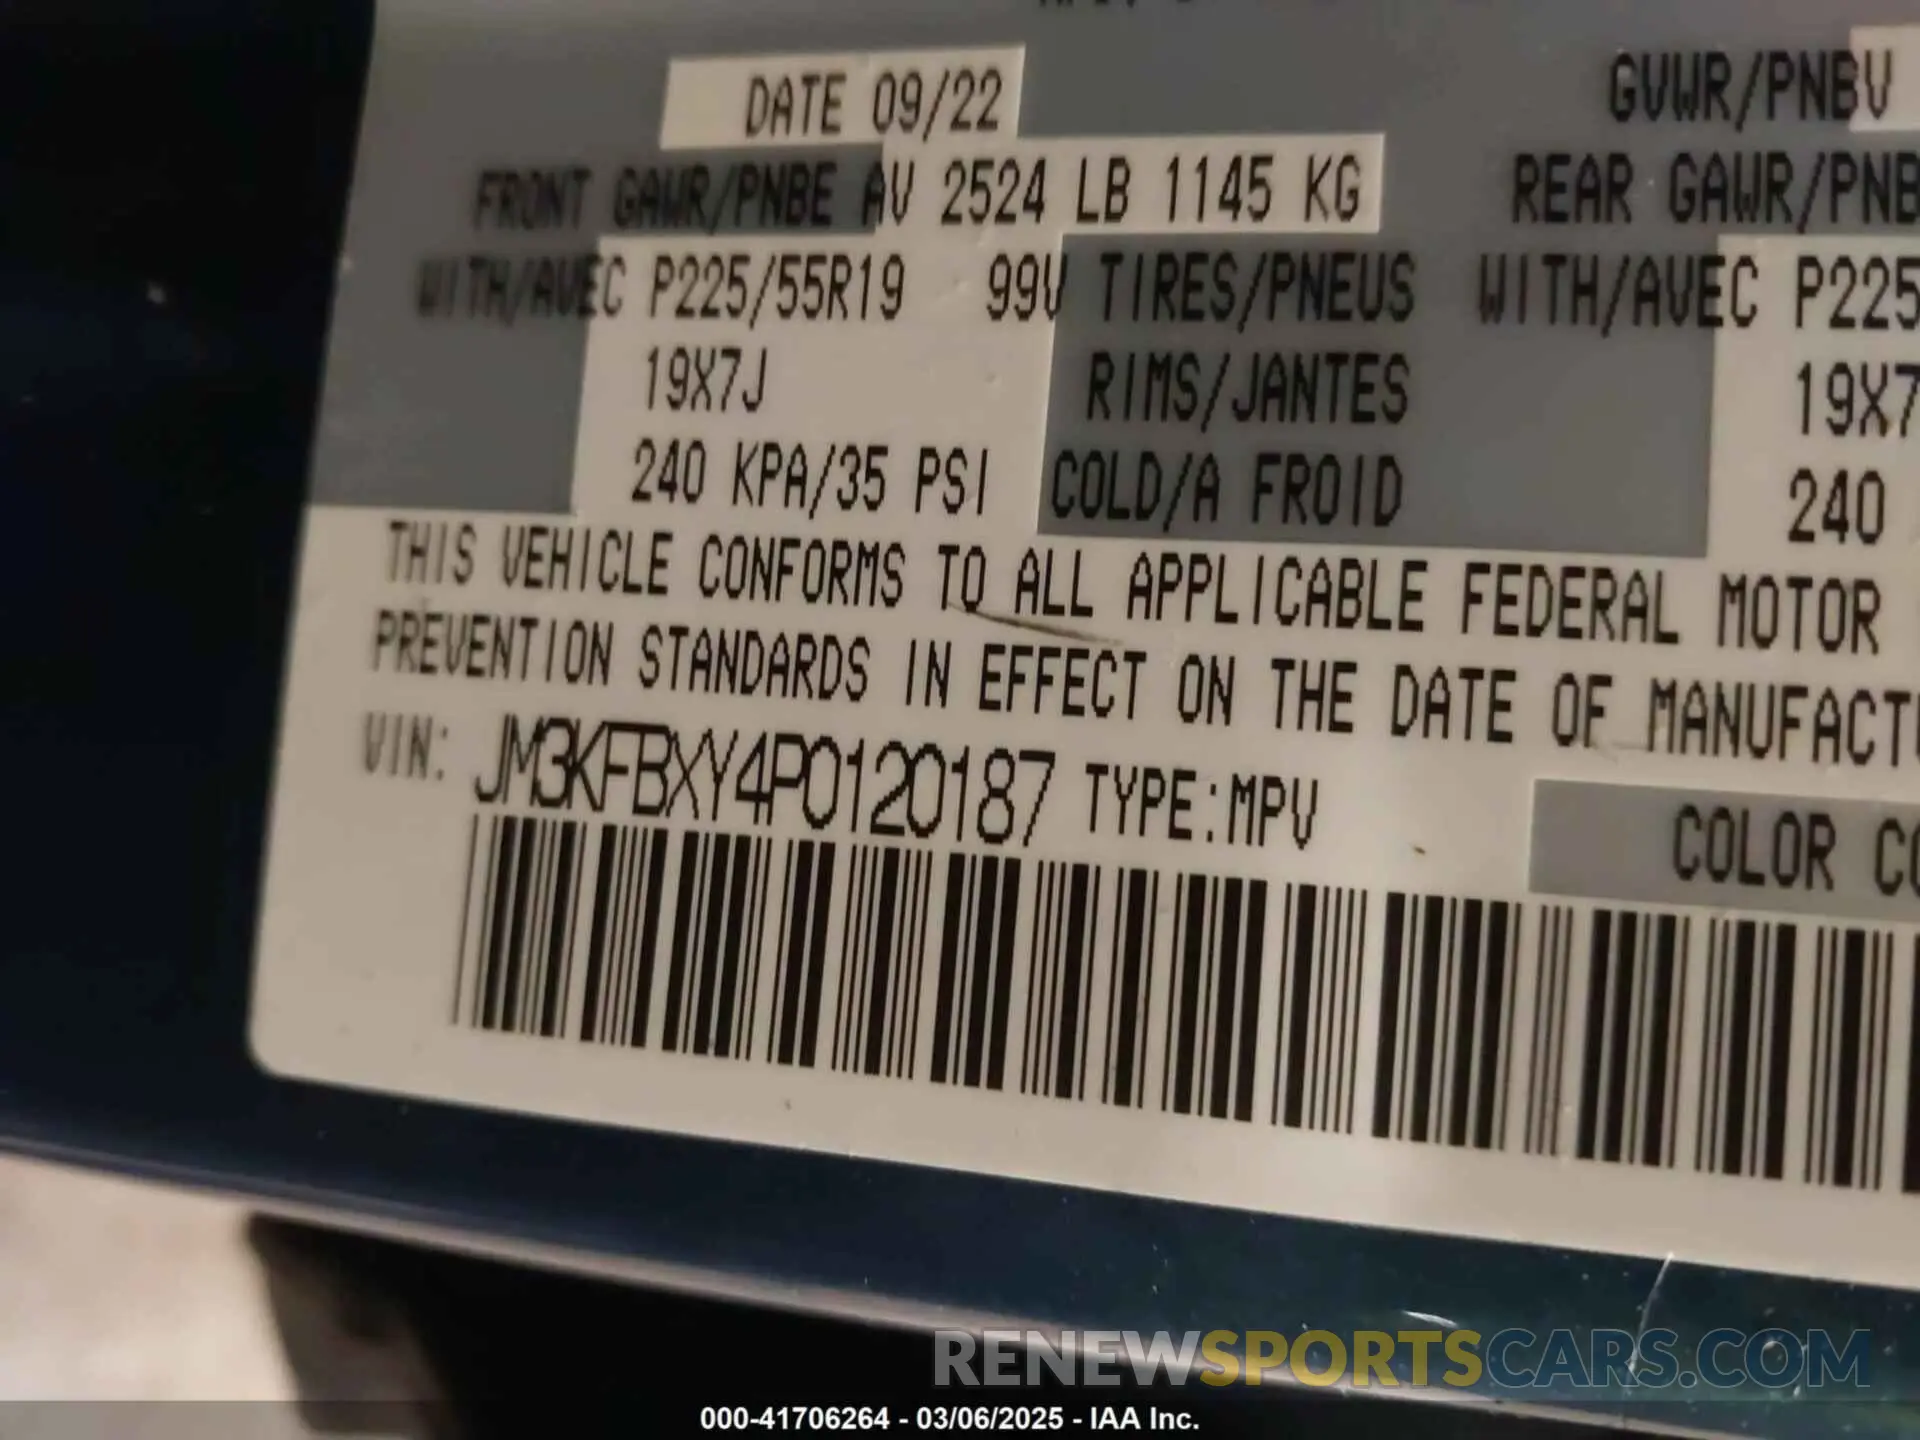 DATE 09/22
GVWR/PNBV
FRONT GAWR/PNBE AV 2524 LB 1145 KG
REAR GAWR/PNB
WITH/AVEC P225/55R19 99V TIRES/PNEUS
WITH/AVEC P225
19X7J RIMS/JANTES
19X7
240 KPA/35 PSI COLD/A FROID
240
THIS VEHICLE CONFORMS TO ALL APPLICABLE FEDERAL MOTOR
PREVENTION STANDARDS IN EFFECT ON THE DATE OF MANUFACTU
VIN: JM3KFBXY4P0120187 TYPE:MPV
COLOR CO
RENEWSPORTSCARS.COM
000-41706264 - 03/06/2025 - IAA Inc.